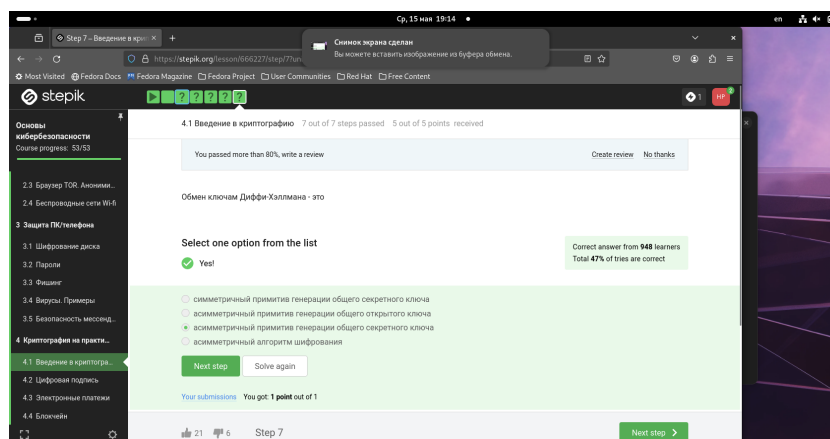 Ср, 15 мая 19:14
en
Step 7 – Введение в крип
Снимок экрана сделан
Вы можете вставить изображение из буфера обмена.
https://stepik.org/lesson/666227/step/7?un
Most Visited Fedora Docs Fedora Magazine Fedora Project User Communities Red Hat Free Content
stepik
? ? ? ? ?
1 HP 2
Основы кибербезопасности
Course progress: 53/53
4.1 Введение в криптографию 7 out of 7 steps passed 5 out of 5 points received
You passed more than 80%, write a review Create review No thanks
2.3 Браузер TOR. Аноними...
2.4 Беспроводные сети Wi-fi
3 Защита ПК/телефона
3.1 Шифрование диска
3.2 Пароли
3.3 Фишинг
3.4 Вирусы. Примеры
3.5 Безопасность мессенд...
4 Криптография на практи...
4.1 Введение в криптогра...
4.2 Цифровая подпись
4.3 Электронные платежи
4.4 Блокчейн
Обмен ключам Диффи-Хэллмана - это
Select one option from the list
Yes!
Correct answer from 948 learners
Total 47% of tries are correct
симметричный примитив генерации общего секретного ключа
асимметричный примитив генерации общего открытого ключа
асимметричный примитив генерации общего секретного ключа
асимметричный алгоритм шифрования
Next step Solve again
Your submissions You got: 1 point out of 1
21 6 Step 7 Next step